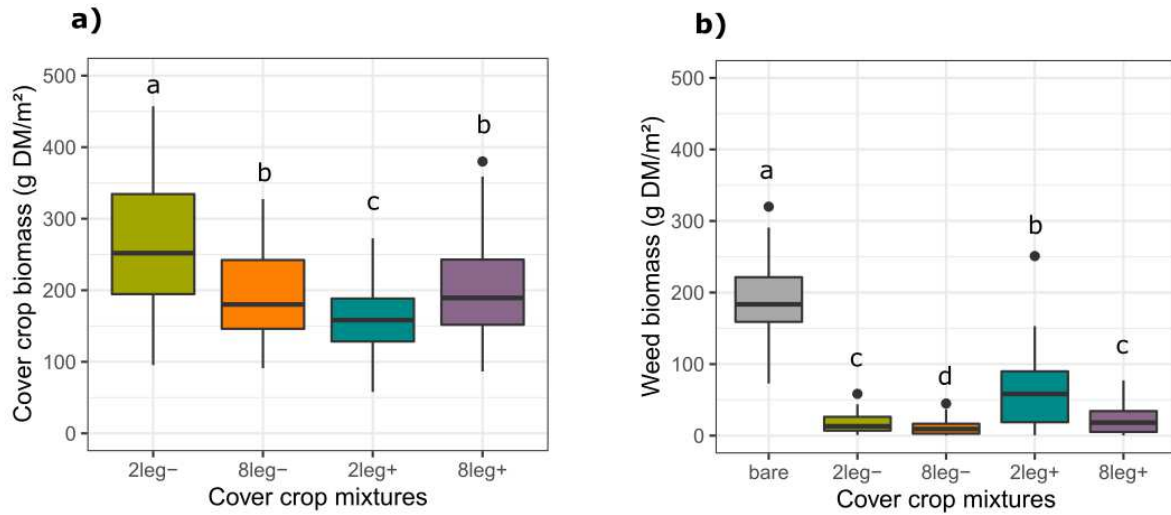 a)
Cover crop biomass (g DM/m²)
500
400
300
200
100
0
a
b
c
b
2leg−
8leg−
2leg+
8leg+
Cover crop mixtures
b)
Weed biomass (g DM/m²)
500
400
300
200
100
0
a
c
d
b
c
bare
2leg−
8leg−
2leg+
8leg+
Cover crop mixtures